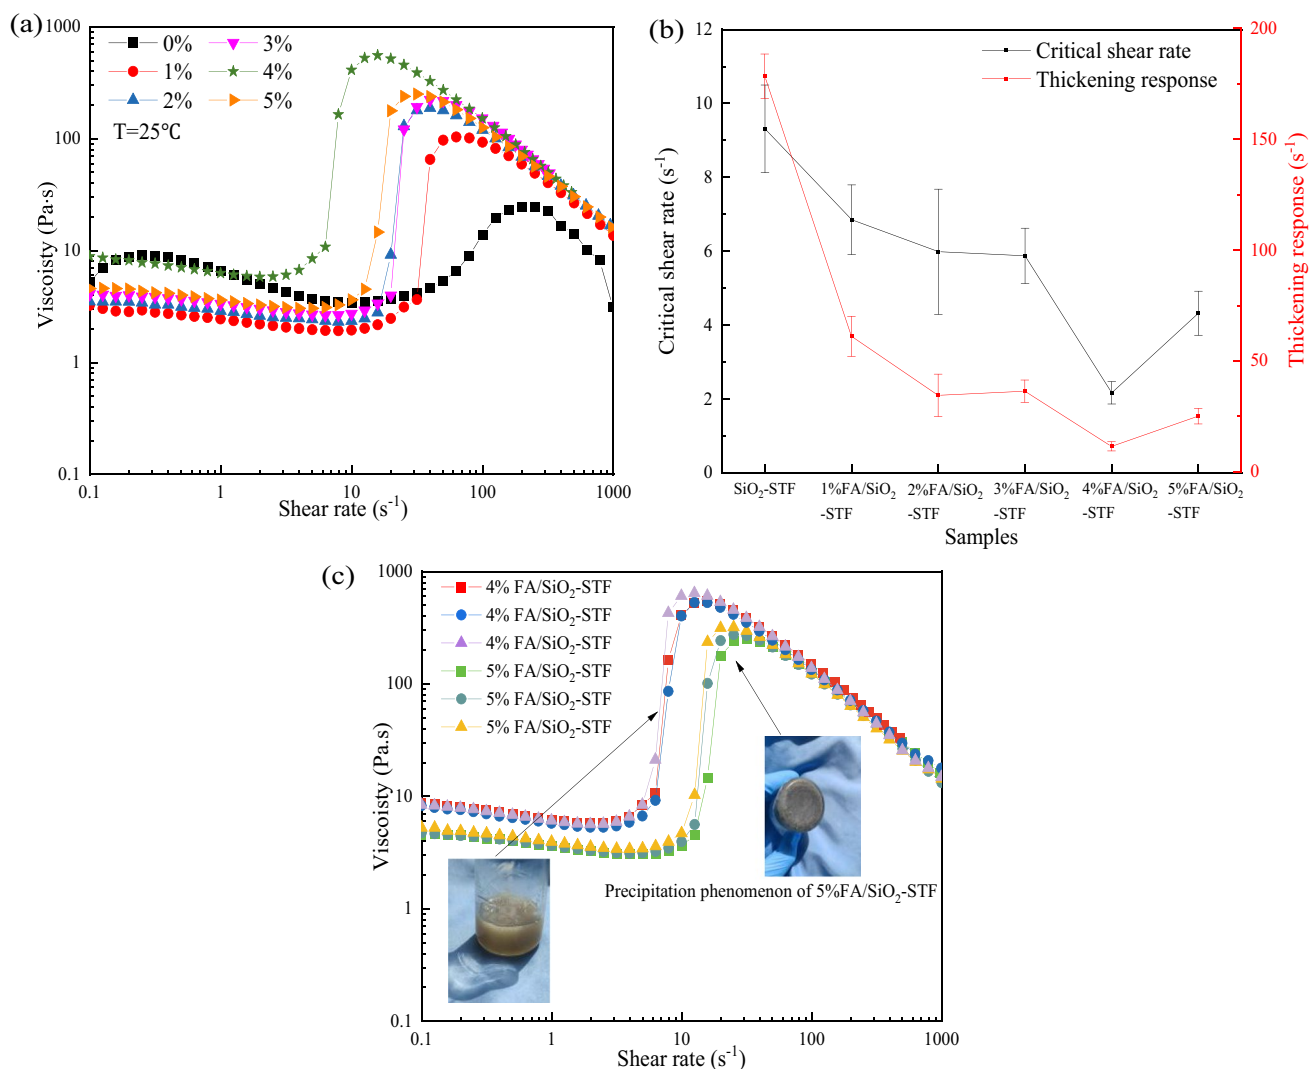 (a)
1000
100
10
1
0.1
Viscoisty (Pa·s)
0% 3%
1% 4%
2% 5%
T=25℃
0.1 1 10 100 1000
Shear rate (s⁻¹)
(b)
12
10
8
6
4
2
0
Critical shear rate (s⁻¹)
Critical shear rate
Thickening response
200
150
100
50
0
Thickening response (s⁻¹)
SiO₂-STF 1%FA/SiO₂ 2%FA/SiO₂ 3%FA/SiO₂ 4%FA/SiO₂ 5%FA/SiO₂
-STF -STF -STF -STF -STF
Samples
(c)
1000
100
10
1
0.1
Viscoisty (Pa.s)
4% FA/SiO₂-STF
4% FA/SiO₂-STF
4% FA/SiO₂-STF
5% FA/SiO₂-STF
5% FA/SiO₂-STF
5% FA/SiO₂-STF
Precipitation phenomenon of 5%FA/SiO₂-STF
0.1 1 10 100 1000
Shear rate (s⁻¹)